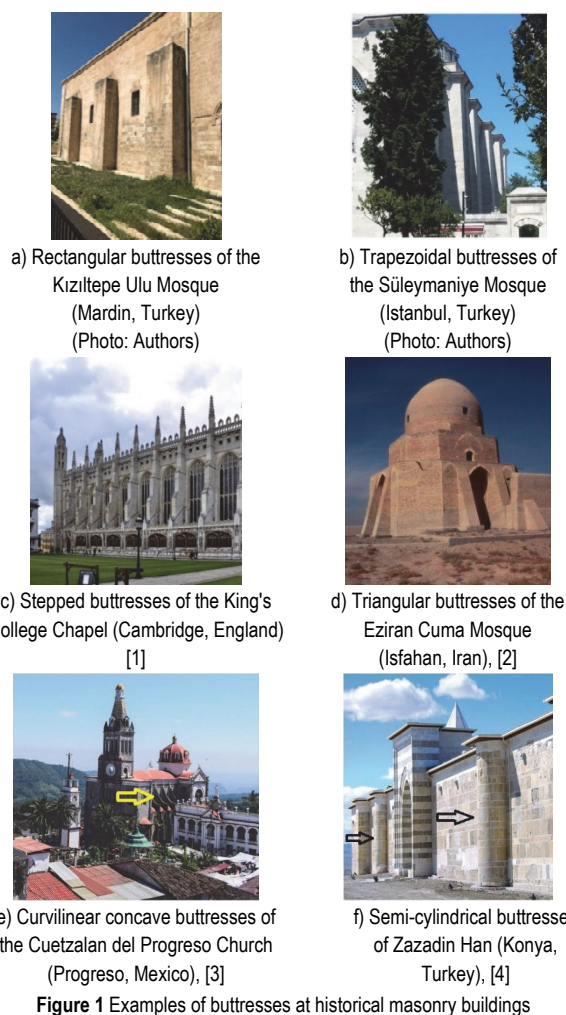 a) Rectangular buttresses of the
Kızıltepe Ulu Mosque
(Mardin, Turkey)
(Photo: Authors)
b) Trapezoidal buttresses of
the Süleymaniye Mosque
(Istanbul, Turkey)
(Photo: Authors)
c) Stepped buttresses of the King's
ollege Chapel (Cambridge, England)
[1]
d) Triangular buttresses of the
Eziran Cuma Mosque
(Isfahan, Iran), [2]
e) Curvilinear concave buttresses of
the Cuetzalan del Progreso Church
(Progreso, Mexico), [3]
f) Semi-cylindrical buttresse
of Zazadin Han (Konya,
Turkey), [4]
Figure 1 Examples of buttresses at historical masonry buildings